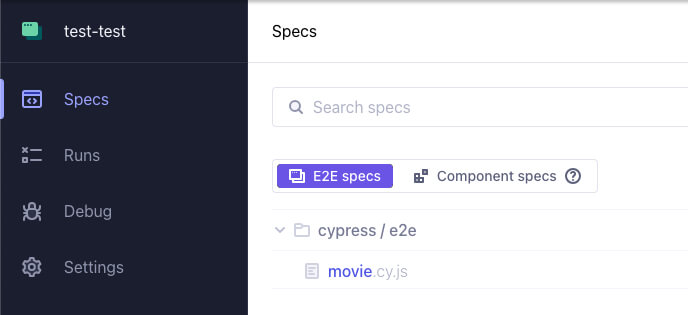 test-test
Specs
Specs
Runs
Debug
Settings
Search specs
E2E specs
Component specs
cypress / e2e
movie.cy.js